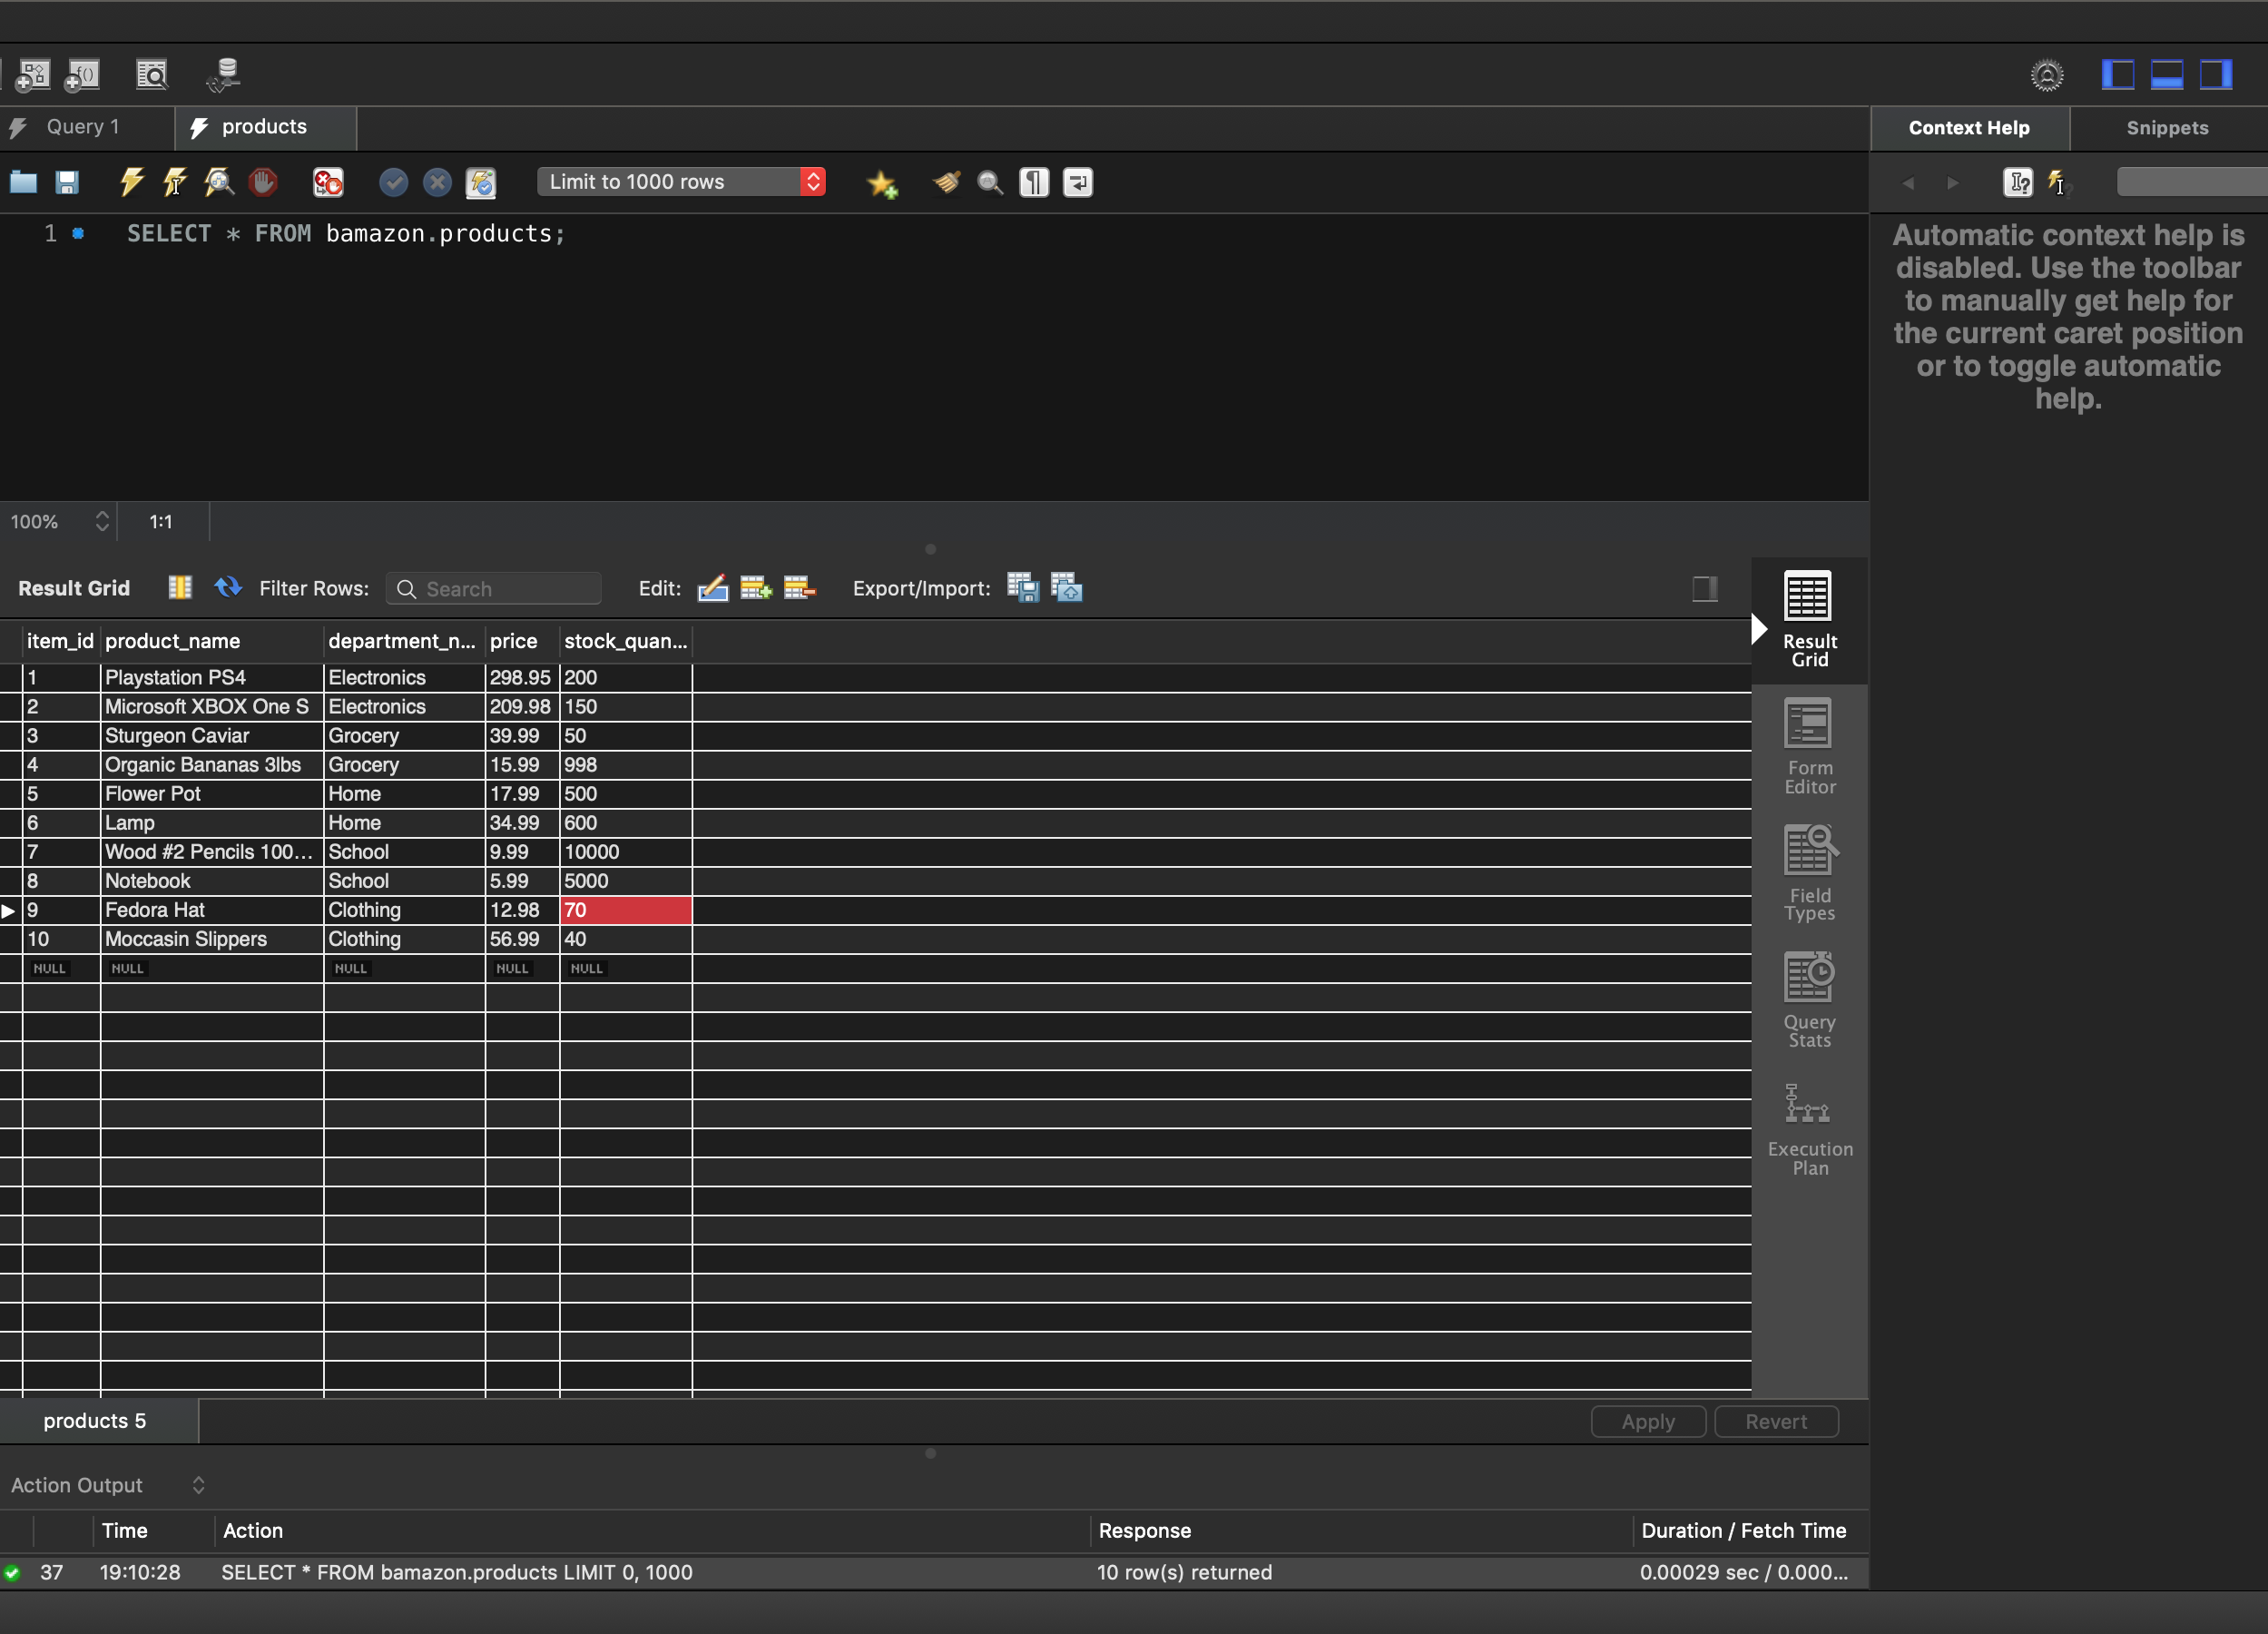 Query 1
products
Context Help
Snippets
Limit to 1000 rows
1 SELECT * FROM bamazon.products;
Automatic context help is
disabled. Use the toolbar
to manually get help for
the current caret position
or to toggle automatic
help.
100% 1:1
Result Grid Filter Rows: Search Edit: Export/Import:
item_id product_name department_n... price stock_quan...
1 Playstation PS4 Electronics 298.95 200
2 Microsoft XBOX One S Electronics 209.98 150
3 Sturgeon Caviar Grocery 39.99 50
4 Organic Bananas 3lbs Grocery 15.99 998
5 Flower Pot Home 17.99 500
6 Lamp Home 34.99 600
7 Wood #2 Pencils 100... School 9.99 10000
8 Notebook School 5.99 5000
9 Fedora Hat Clothing 12.98 70
10 Moccasin Slippers Clothing 56.99 40
NULL NULL NULL NULL NULL
Result
Grid
Form
Editor
Field
Types
Query
Stats
Execution
Plan
products 5
Apply Revert
Action Output
Time Action Response Duration / Fetch Time
37 19:10:28 SELECT * FROM bamazon.products LIMIT 0, 1000 10 row(s) returned 0.00029 sec / 0.000...